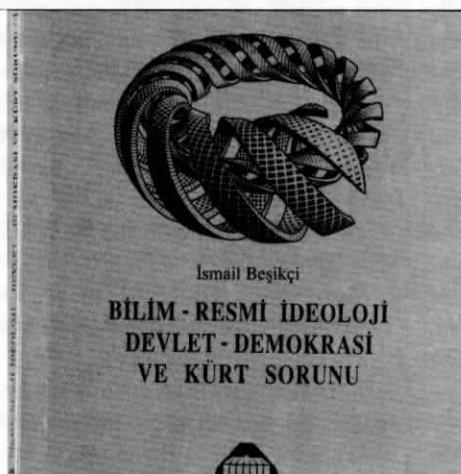 İsmail Beşikçi
BİLİM - RESMİ İDEOLOJİ
DEVLET - DEMOKRASİ
VE KÜRT SORUNU